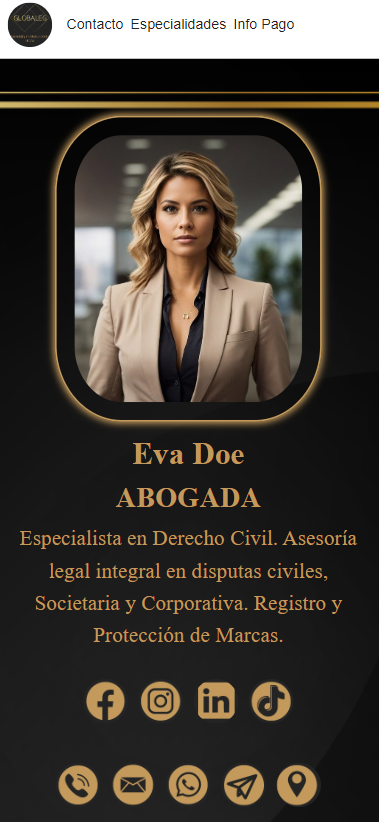 GLOBALEG
Contacto Especialidades Info Pago
Eva Doe
ABOGADA
Especialista en Derecho Civil. Asesoría
legal integral en disputas civiles,
Societaria y Corporativa. Registro y
Protección de Marcas.